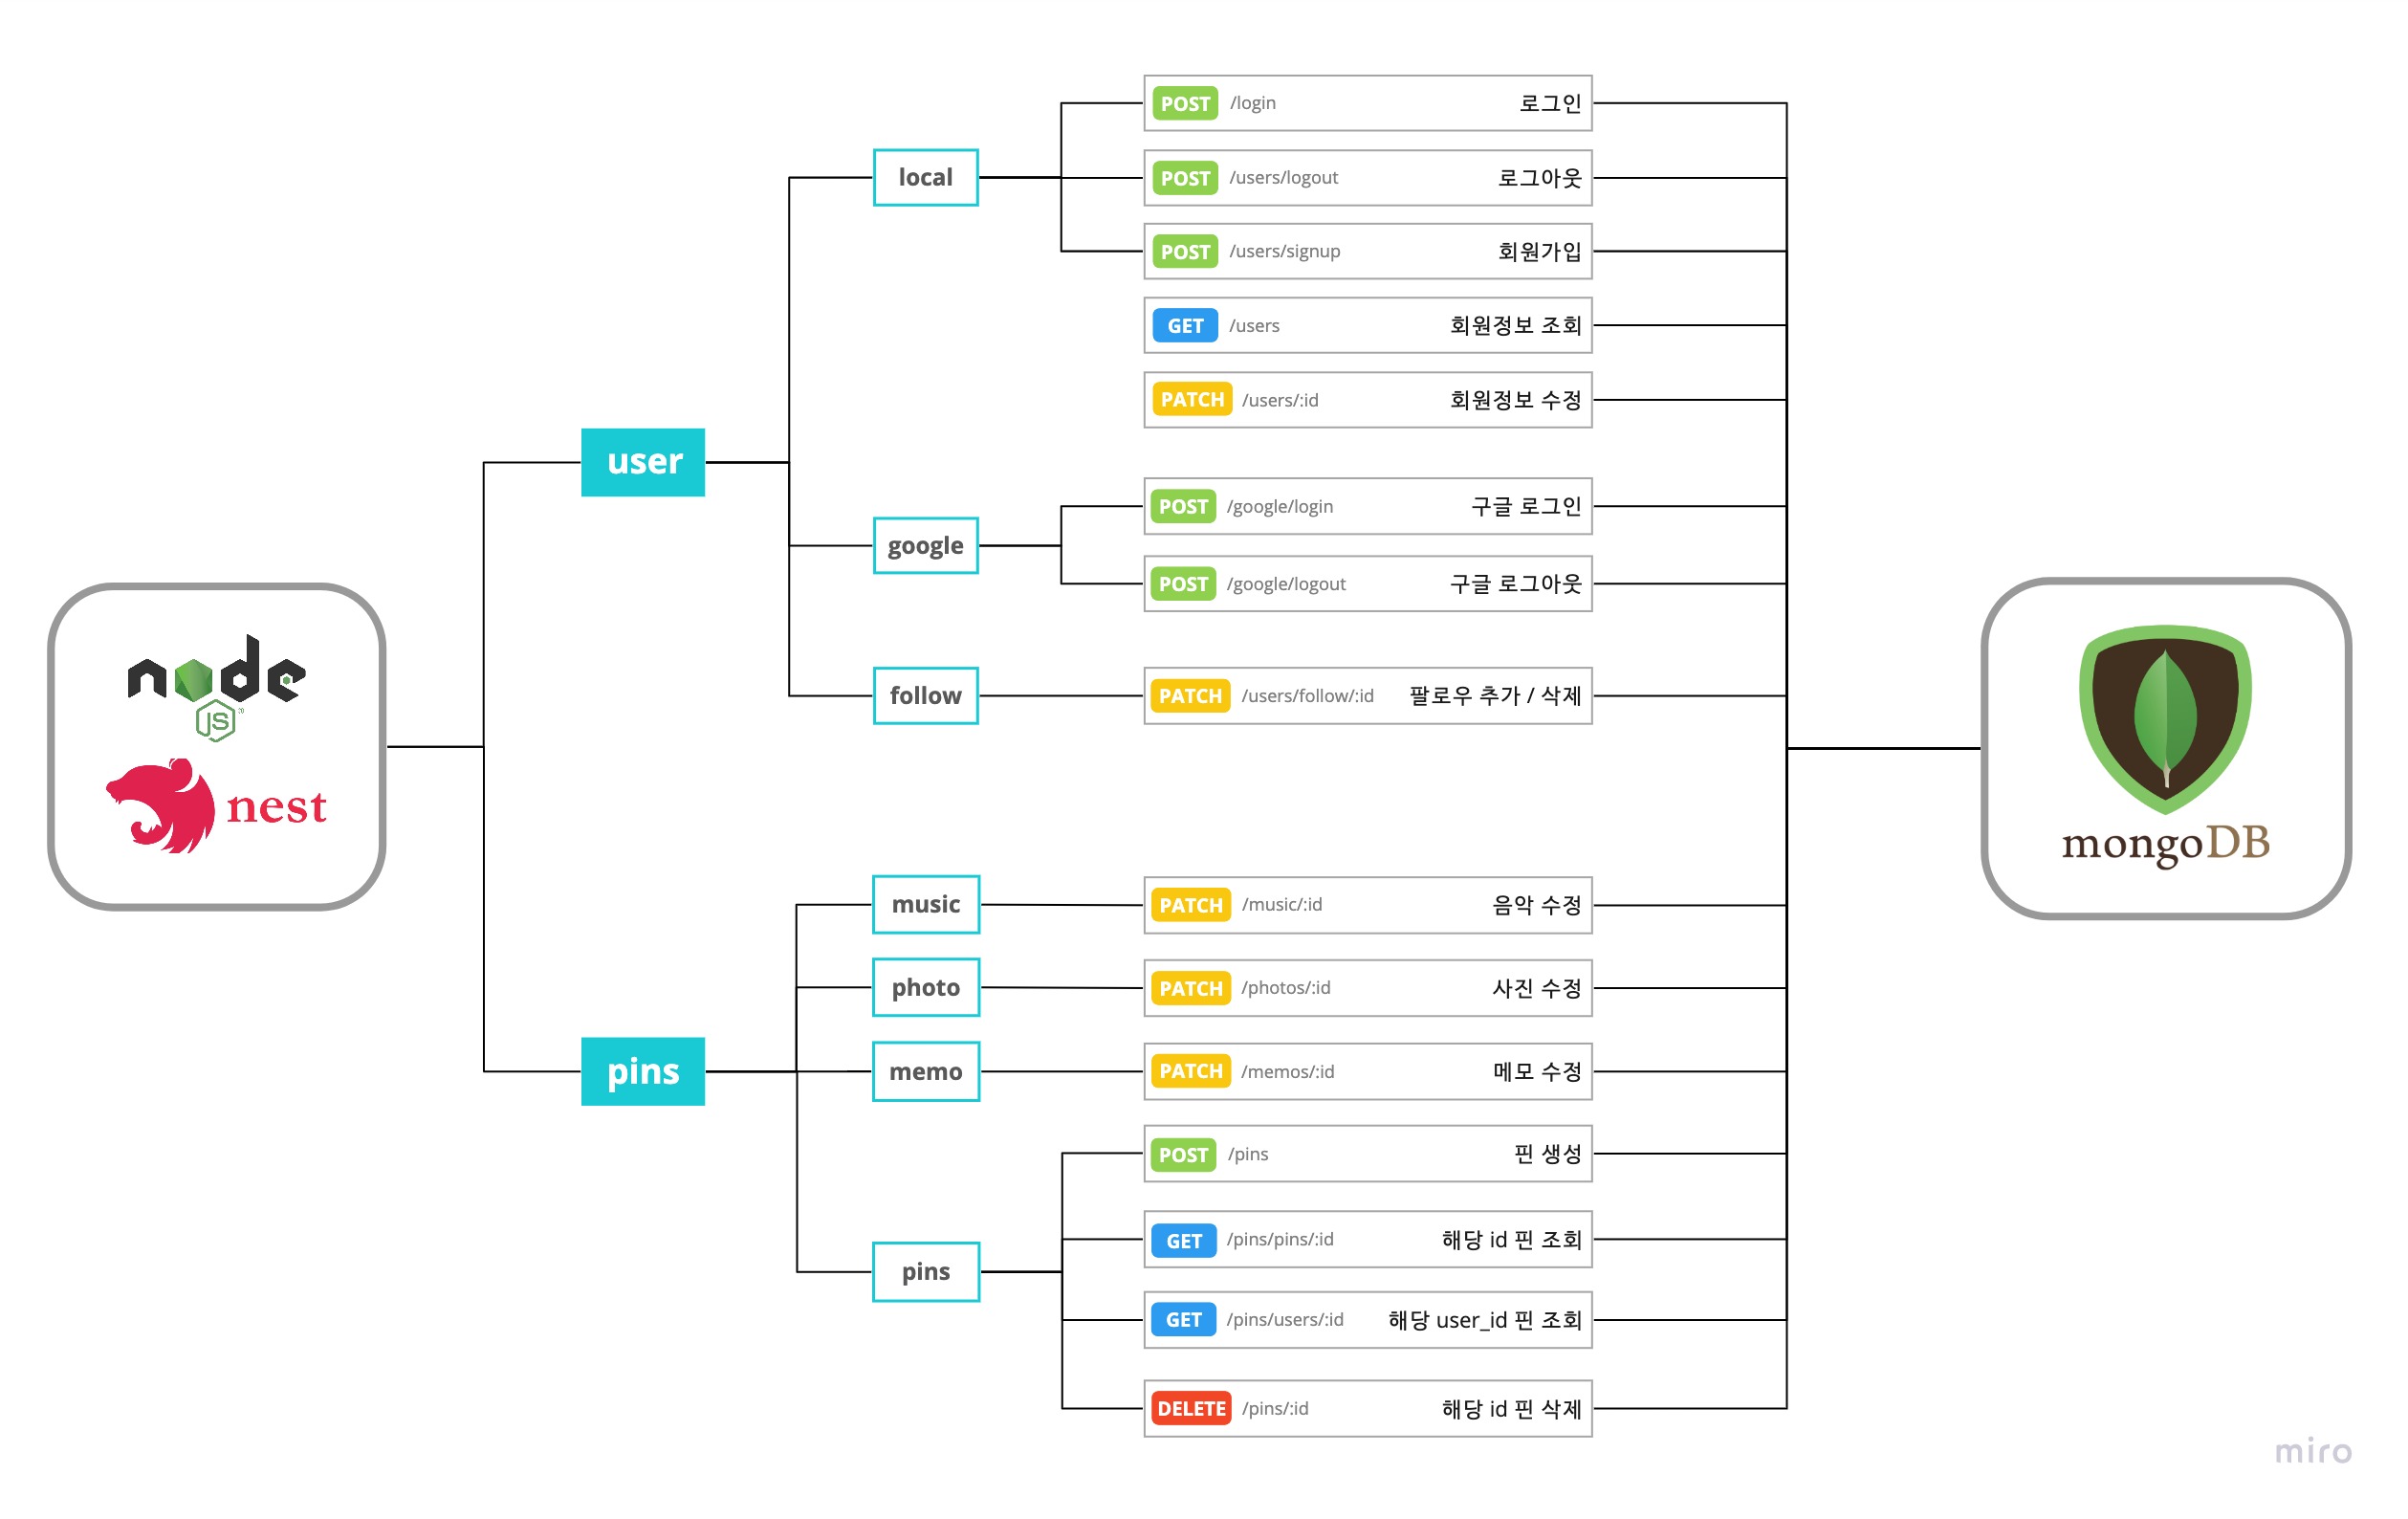 POST /login 로그인
local
POST /users/logout 로그아웃
POST /users/signup 회원가입
GET /users 회원정보 조회
PATCH /users/:id 회원정보 수정
user
google
POST /google/login 구글 로그인
POST /google/logout 구글 로그아웃
follow
PATCH /users/follow/:id 팔로우 추가 / 삭제
node
JS
nest
mongoDB
music
PATCH /music/:id 음악 수정
photo
PATCH /photos/:id 사진 수정
pins
memo
PATCH /memos/:id 메모 수정
POST /pins 핀 생성
pins
GET /pins/pins/:id 해당 id 핀 조회
GET /pins/users/:id 해당 user_id 핀 조회
DELETE /pins/:id 해당 id 핀 삭제
miro